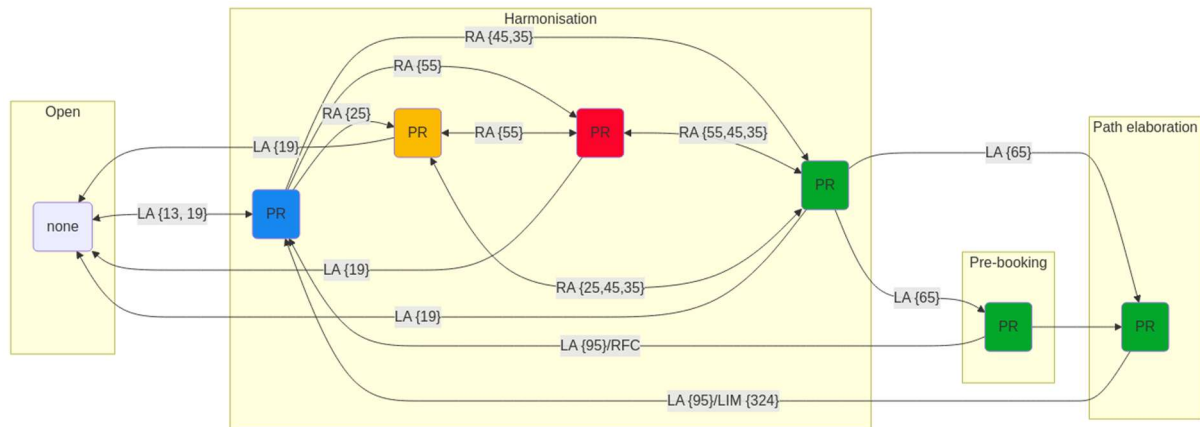 Harmonisation
RA {45,35}
RA {55}
Open
RA {25}
PR
RA {55}
PR
RA {55,45,35}
Path elaboration
LA {19}
LA {65}
PR
none
LA {13, 19}
PR
LA {19}
Pre-booking
RA {25,45,35}
LA {65}
LA {19}
PR
PR
LA {95}/RFC
LA {95}/LIM {324}